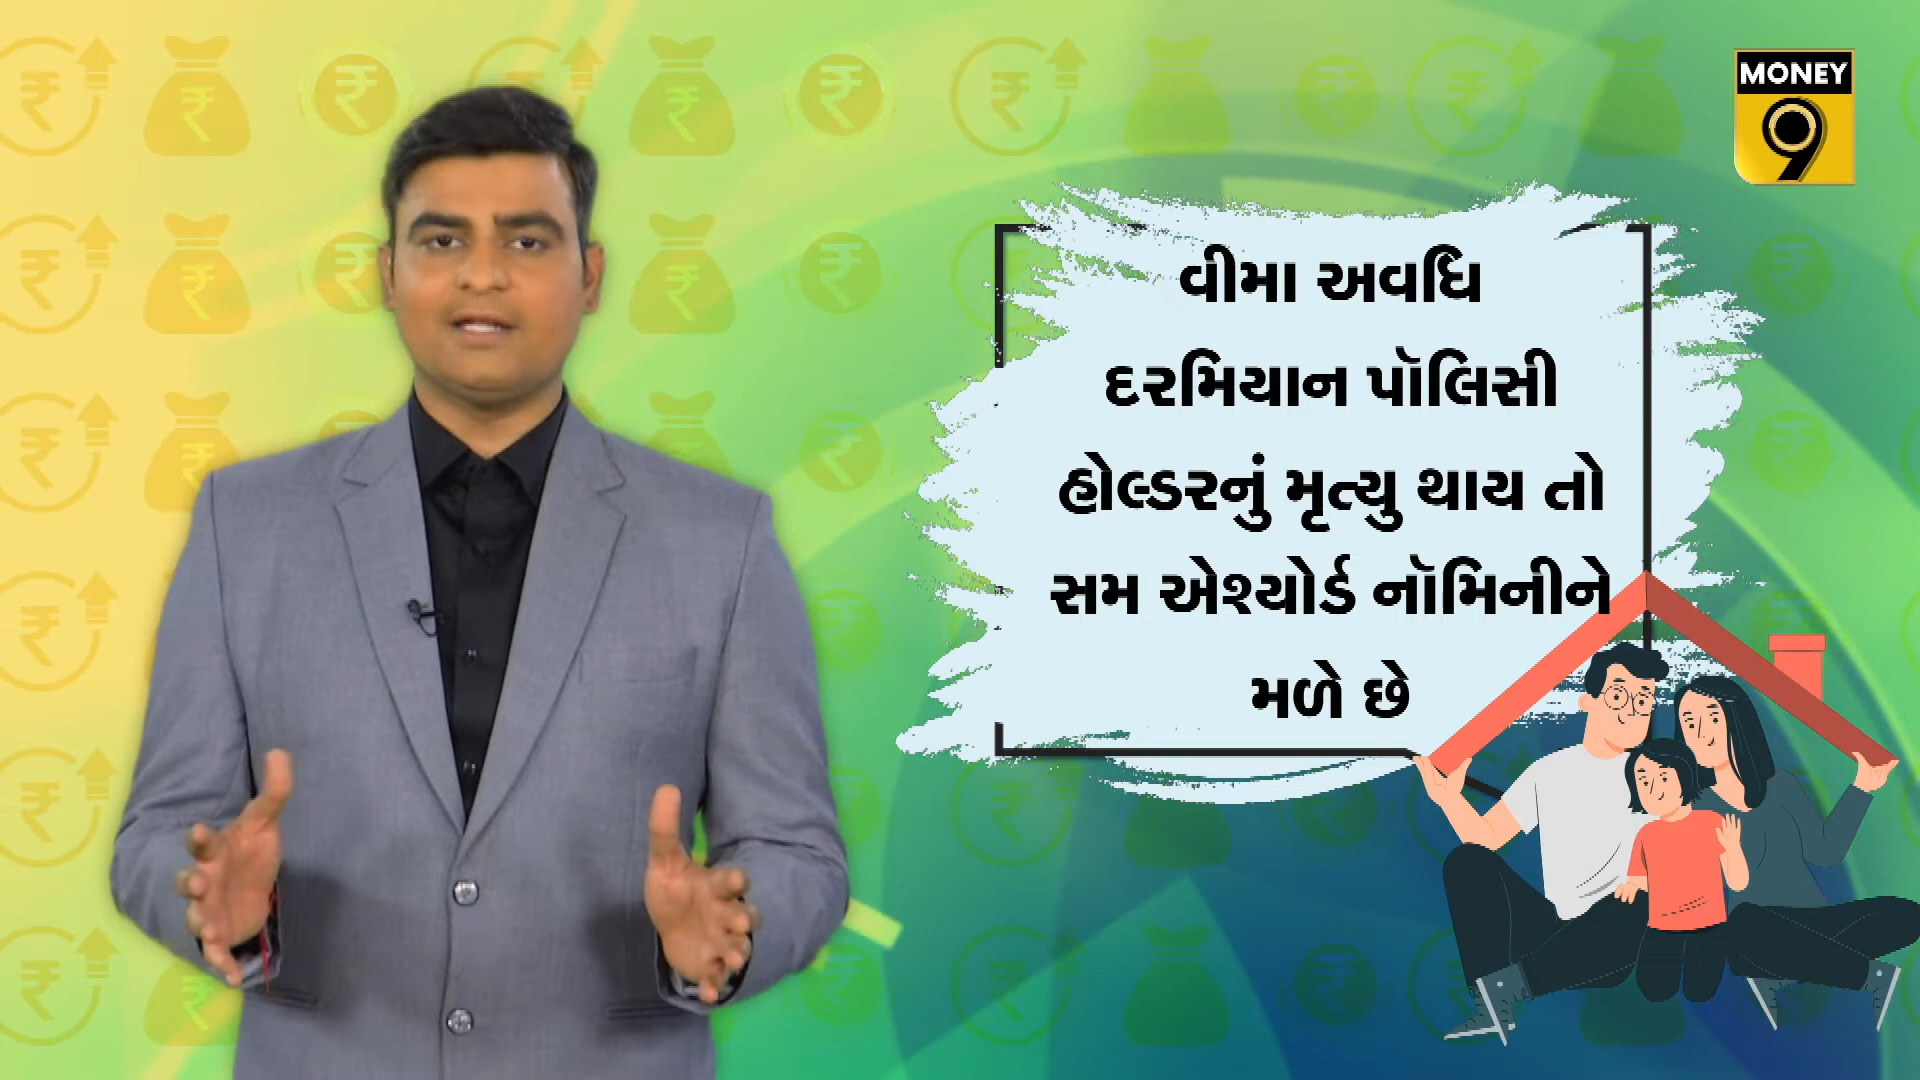 MONEY
9
વીમા અવધિ
દરમિયાન પૉલિસી
હોલ્ડરનું મૃત્યુ થાય તો
સમ એશ્યોર્ડ નૉમિનીને
મળે છે